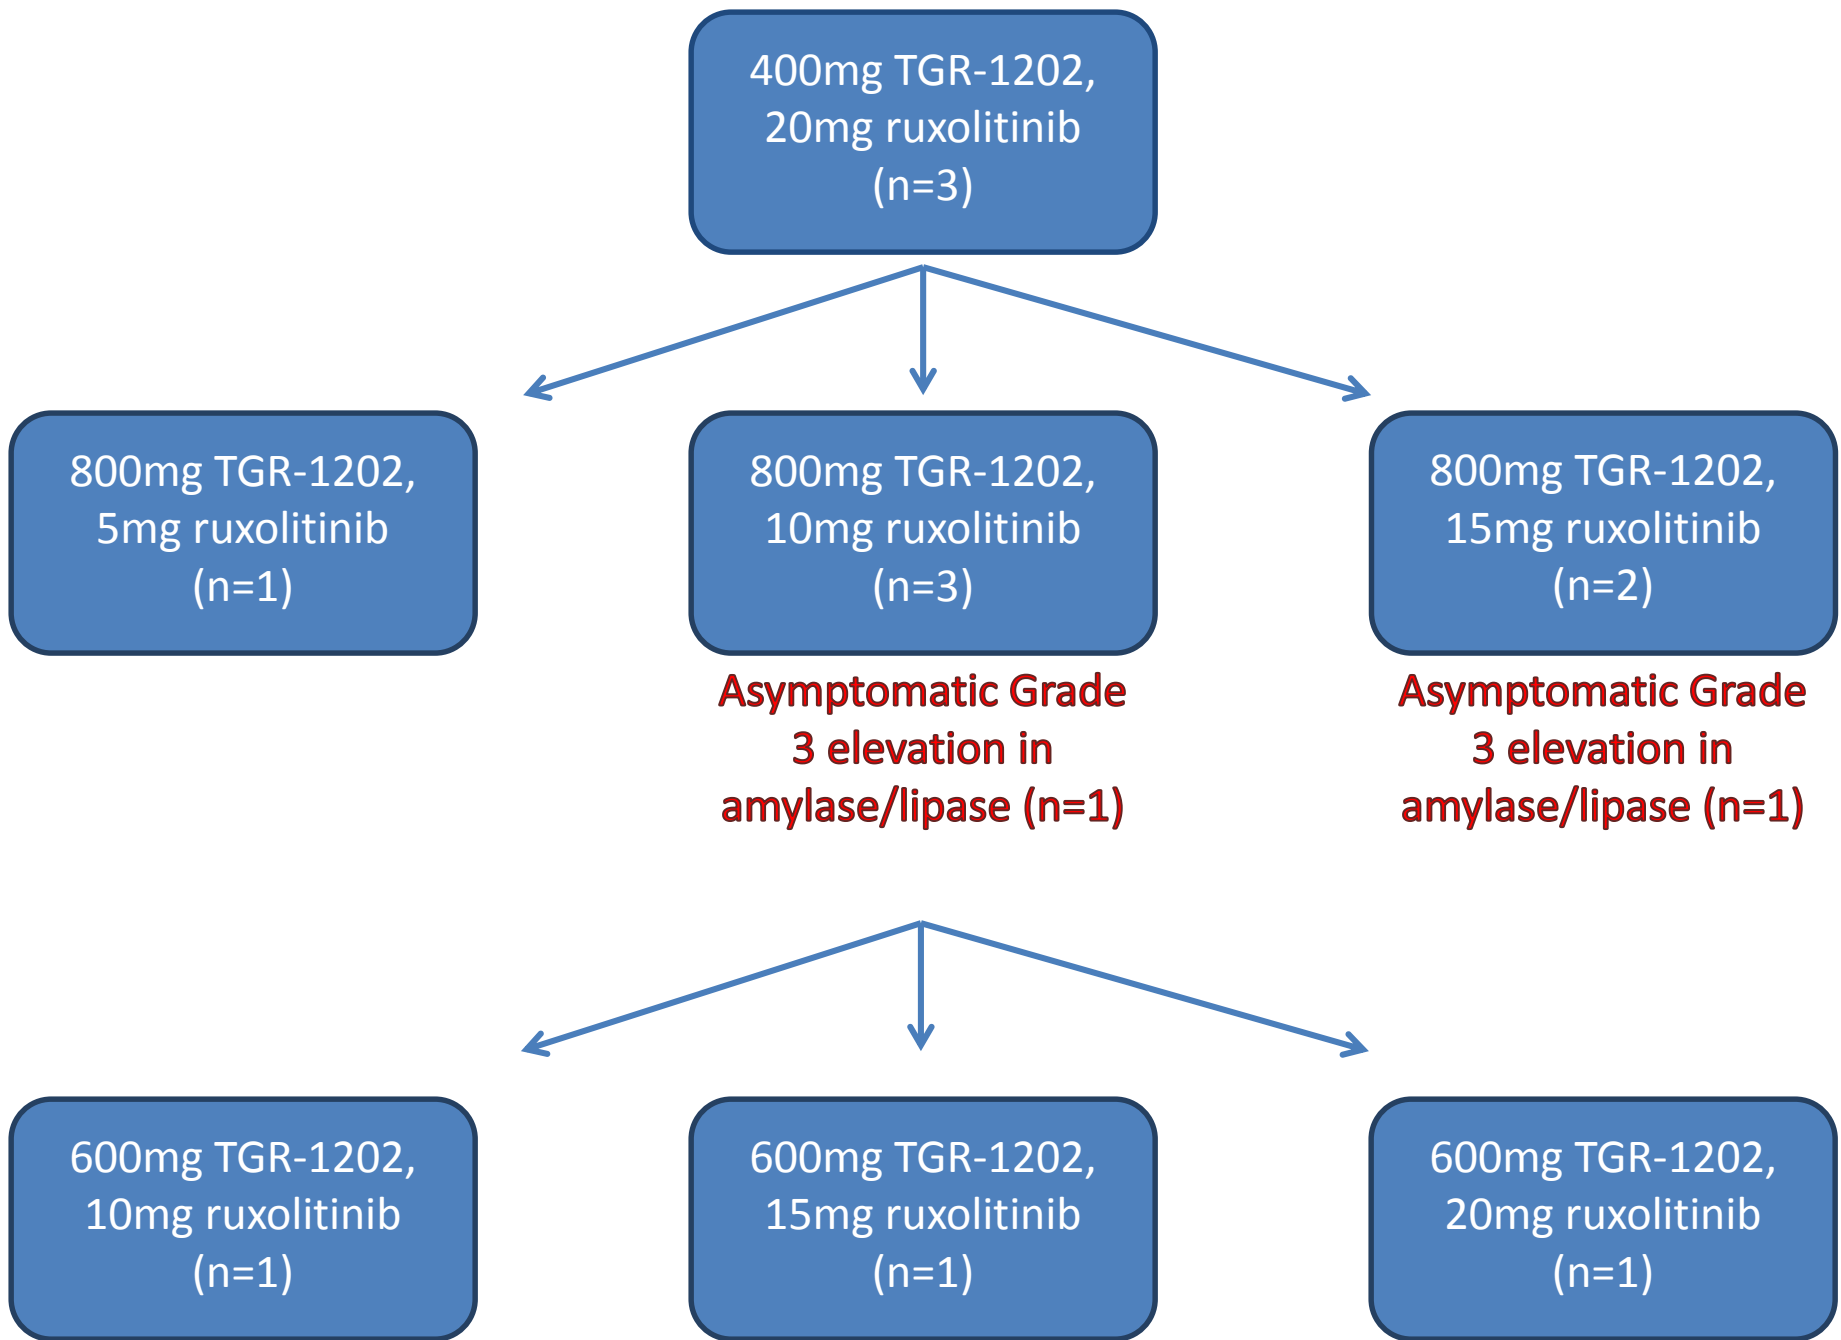 400mg TGR-1202,
20mg ruxolitinib
(n=3)
800mg TGR-1202,
5mg ruxolitinib
(n=1)
800mg TGR-1202,
10mg ruxolitinib
(n=3)
800mg TGR-1202,
15mg ruxolitinib
(n=2)
Asymptomatic Grade
3 elevation in
amylase/lipase (n=1)
Asymptomatic Grade
3 elevation in
amylase/lipase (n=1)
600mg TGR-1202,
10mg ruxolitinib
(n=1)
600mg TGR-1202,
15mg ruxolitinib
(n=1)
600mg TGR-1202,
20mg ruxolitinib
(n=1)